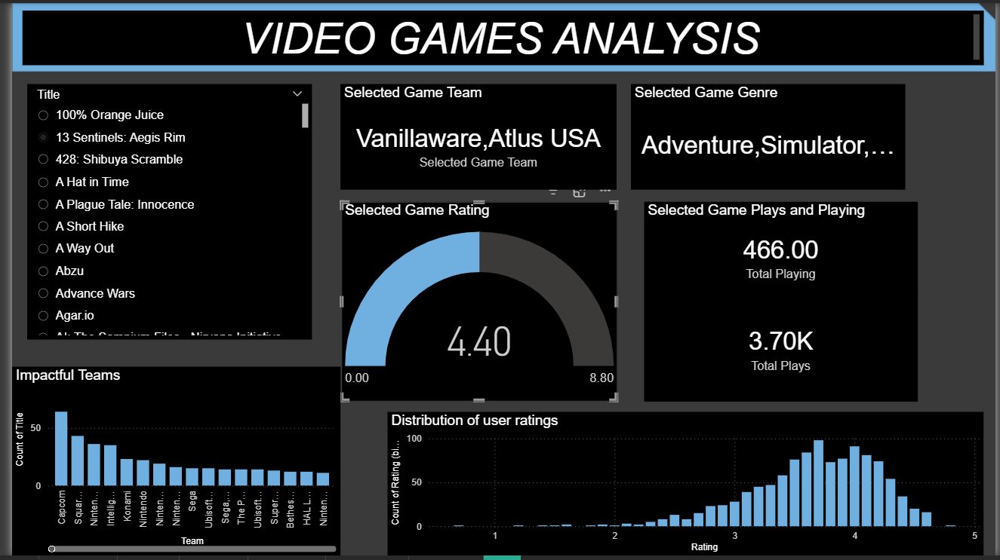 VIDEO GAMES ANALYSIS
Title
100% Orange Juice
13 Sentinels: Aegis Rim
428: Shibuya Scramble
A Hat in Time
A Plague Tale: Innocence
A Short Hike
A Way Out
Abzu
Advance Wars
Agar.io
Selected Game Team
Vanillaware,Atlus USA
Selected Game Team
Selected Game Genre
Adventure,Simulator,…
Selected Game Rating
4.40
0.00
8.80
Selected Game Plays and Playing
466.00
Total Playing
3.70K
Total Plays
Impactful Teams
Count of Title
50
0
Capcom
Squar…
Ninten…
Intellig…
Konami
Nintendo
Ninten…
Ninten…
Sega
Ubisoft…
Sega,…
The P…
Ubisoft…
Super…
Bethes…
HAL L…
Ninten…
Team
Distribution of user ratings
Count of Rating (bi…
100
50
0
1
2
3
4
5
Rating